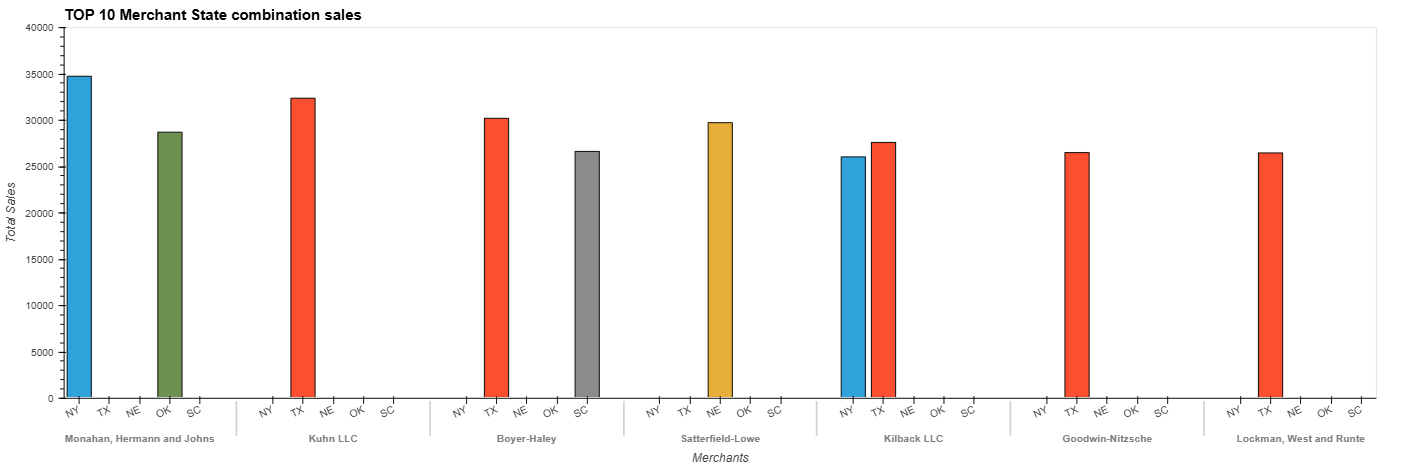 TOP 10 Merchant State combination sales
40000
35000
30000
25000
20000
15000
10000
5000
0
Total Sales
NY TX NE OK SC NY TX NE OK SC NY TX NE OK SC NY TX NE OK SC NY TX NE OK SC NY TX NE OK SC NY TX NE OK SC
Monahan, Hermann and Johns Kuhn LLC Boyer-Haley Satterfield-Lowe Kilback LLC Goodwin-Nitzsche Lockman, West and Runte
Merchants